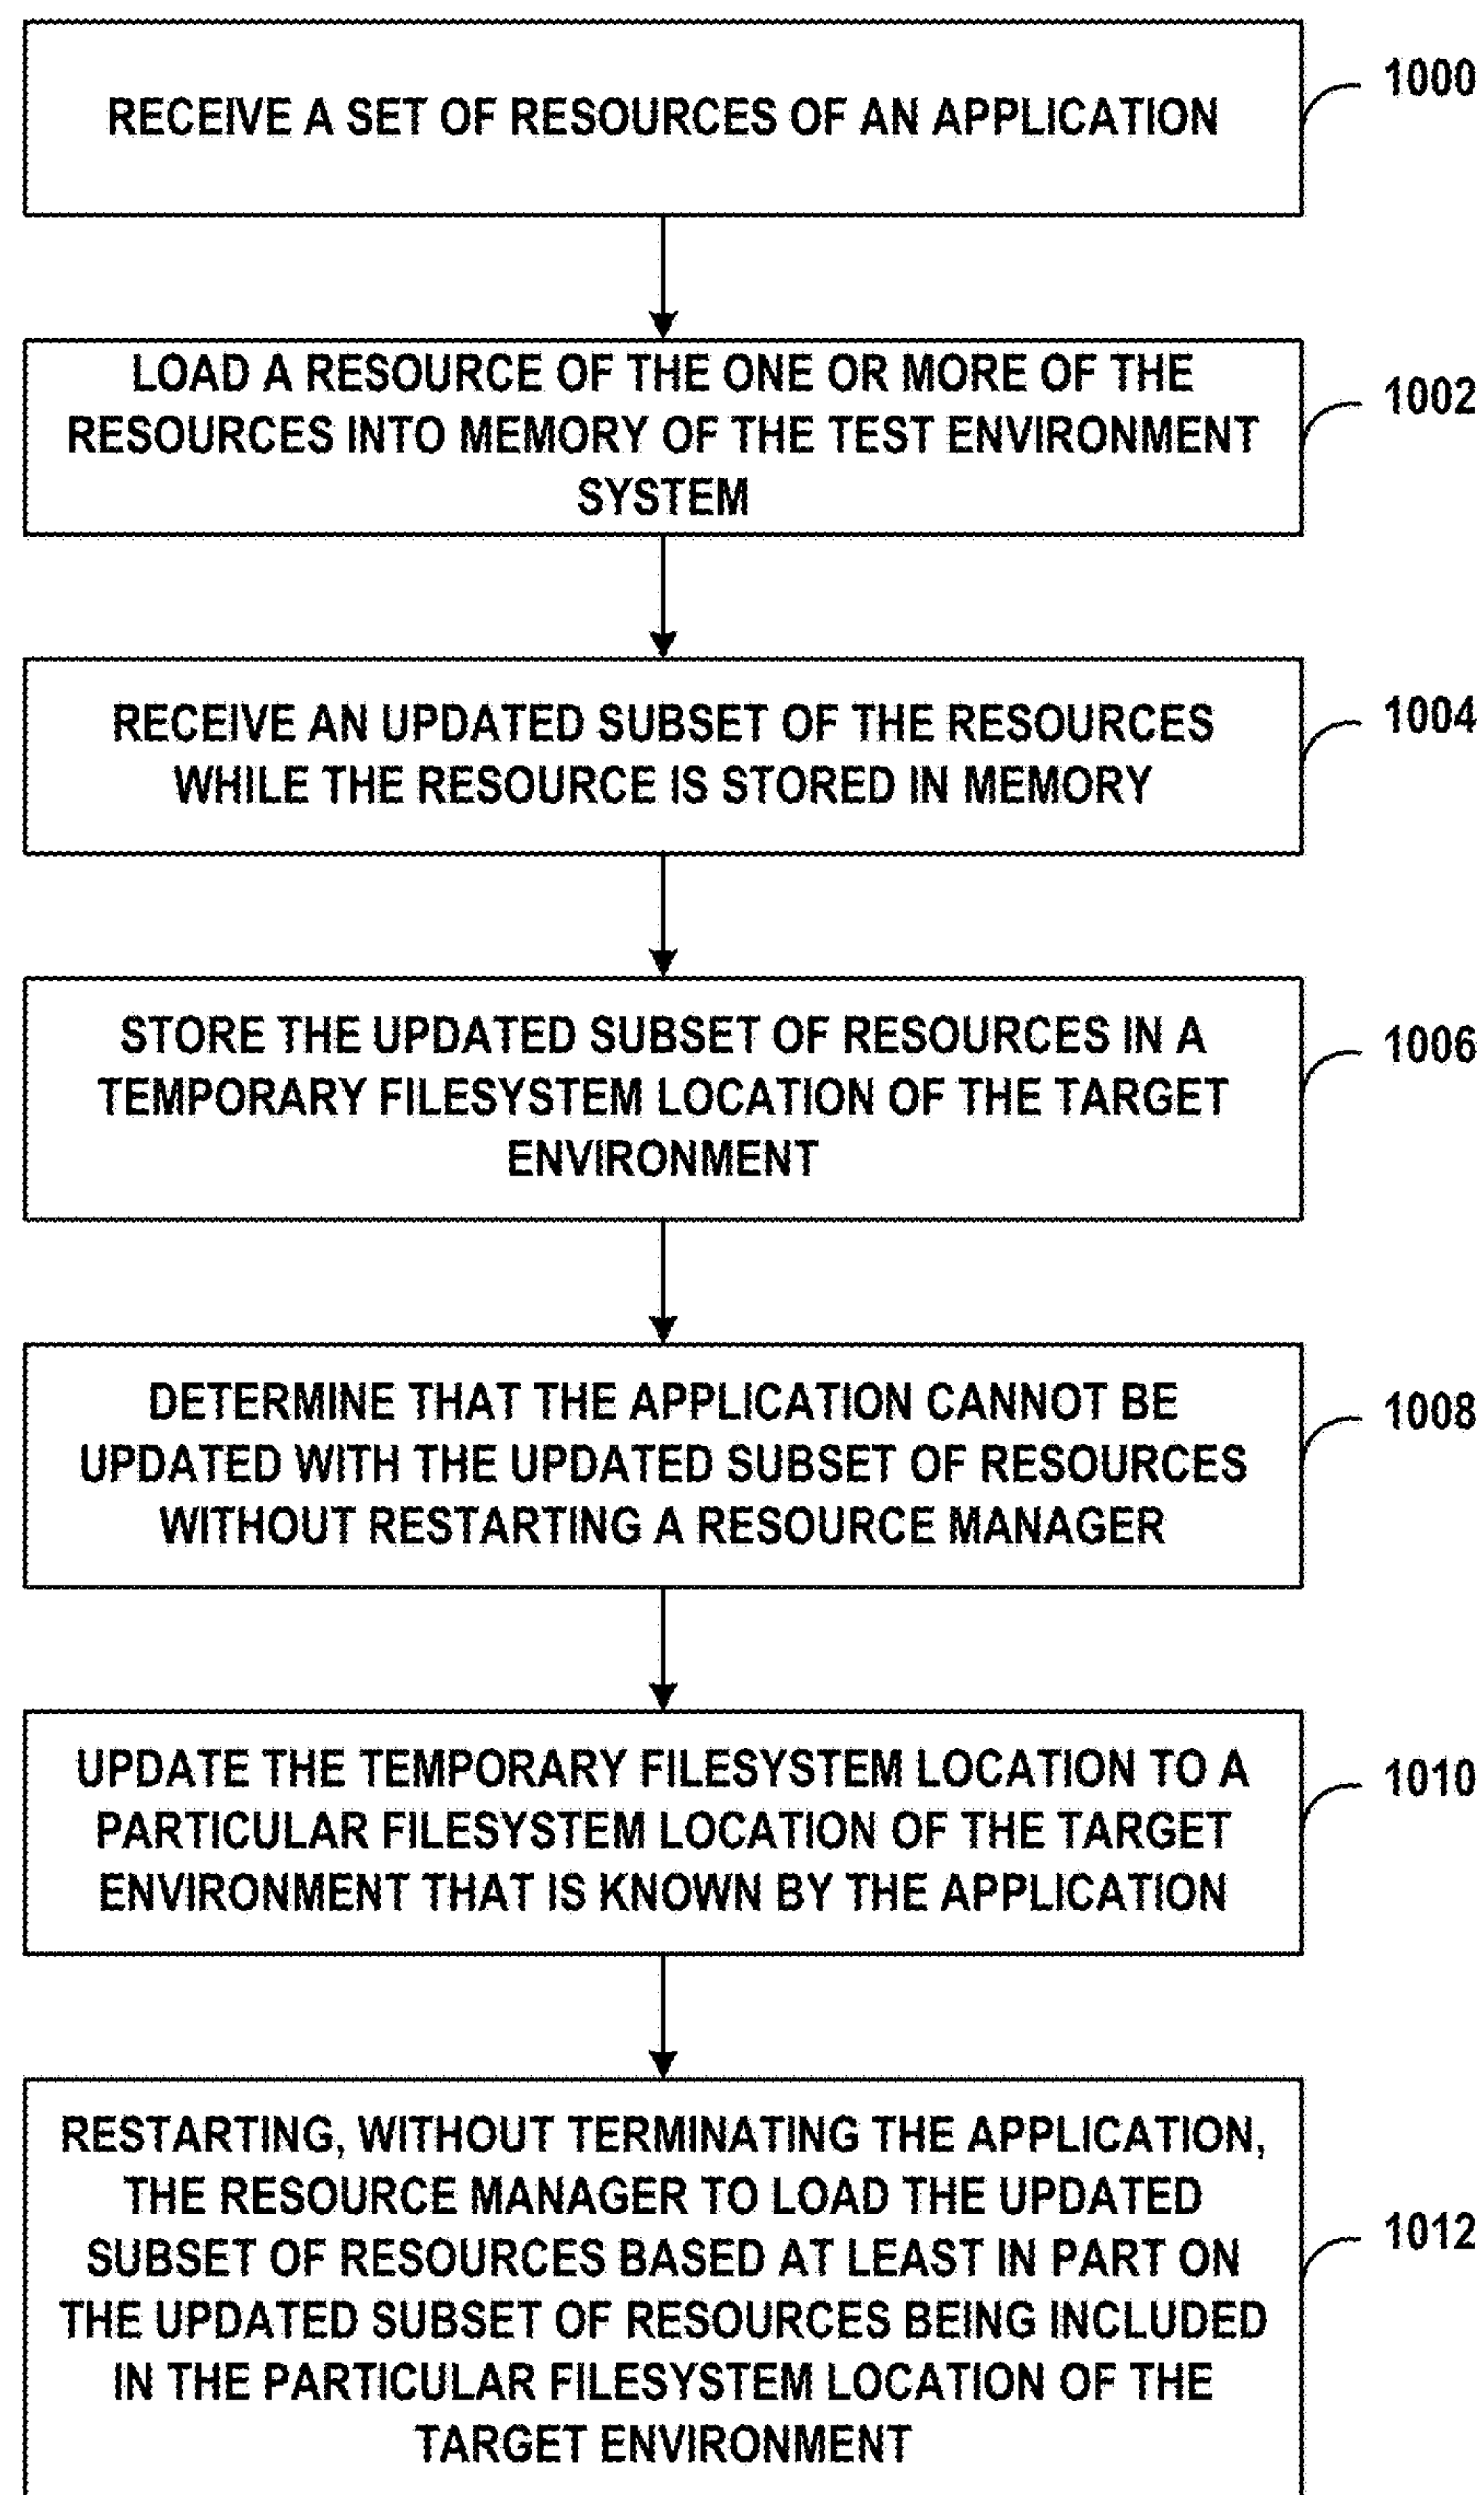 RECEIVE A SET OF RESOURCES OF AN APPLICATION
1000
LOAD A RESOURCE OF THE ONE OR MORE OF THE
RESOURCES INTO MEMORY OF THE TEST ENVIRONMENT
SYSTEM
1002
RECEIVE AN UPDATED SUBSET OF THE RESOURCES
WHILE THE RESOURCE IS STORED IN MEMORY
1004
STORE THE UPDATED SUBSET OF RESOURCES IN A
TEMPORARY FILESYSTEM LOCATION OF THE TARGET
ENVIRONMENT
1006
DETERMINE THAT THE APPLICATION CANNOT BE
UPDATED WITH THE UPDATED SUBSET OF RESOURCES
WITHOUT RESTARTING A RESOURCE MANAGER
1008
UPDATE THE TEMPORARY FILESYSTEM LOCATION TO A
PARTICULAR FILESYSTEM LOCATION OF THE TARGET
ENVIRONMENT THAT IS KNOWN BY THE APPLICATION
1010
RESTARTING, WITHOUT TERMINATING THE APPLICATION,
THE RESOURCE MANAGER TO LOAD THE UPDATED
SUBSET OF RESOURCES BASED AT LEAST IN PART ON
THE UPDATED SUBSET OF RESOURCES BEING INCLUDED
IN THE PARTICULAR FILESYSTEM LOCATION OF THE
TARGET ENVIRONMENT
1012